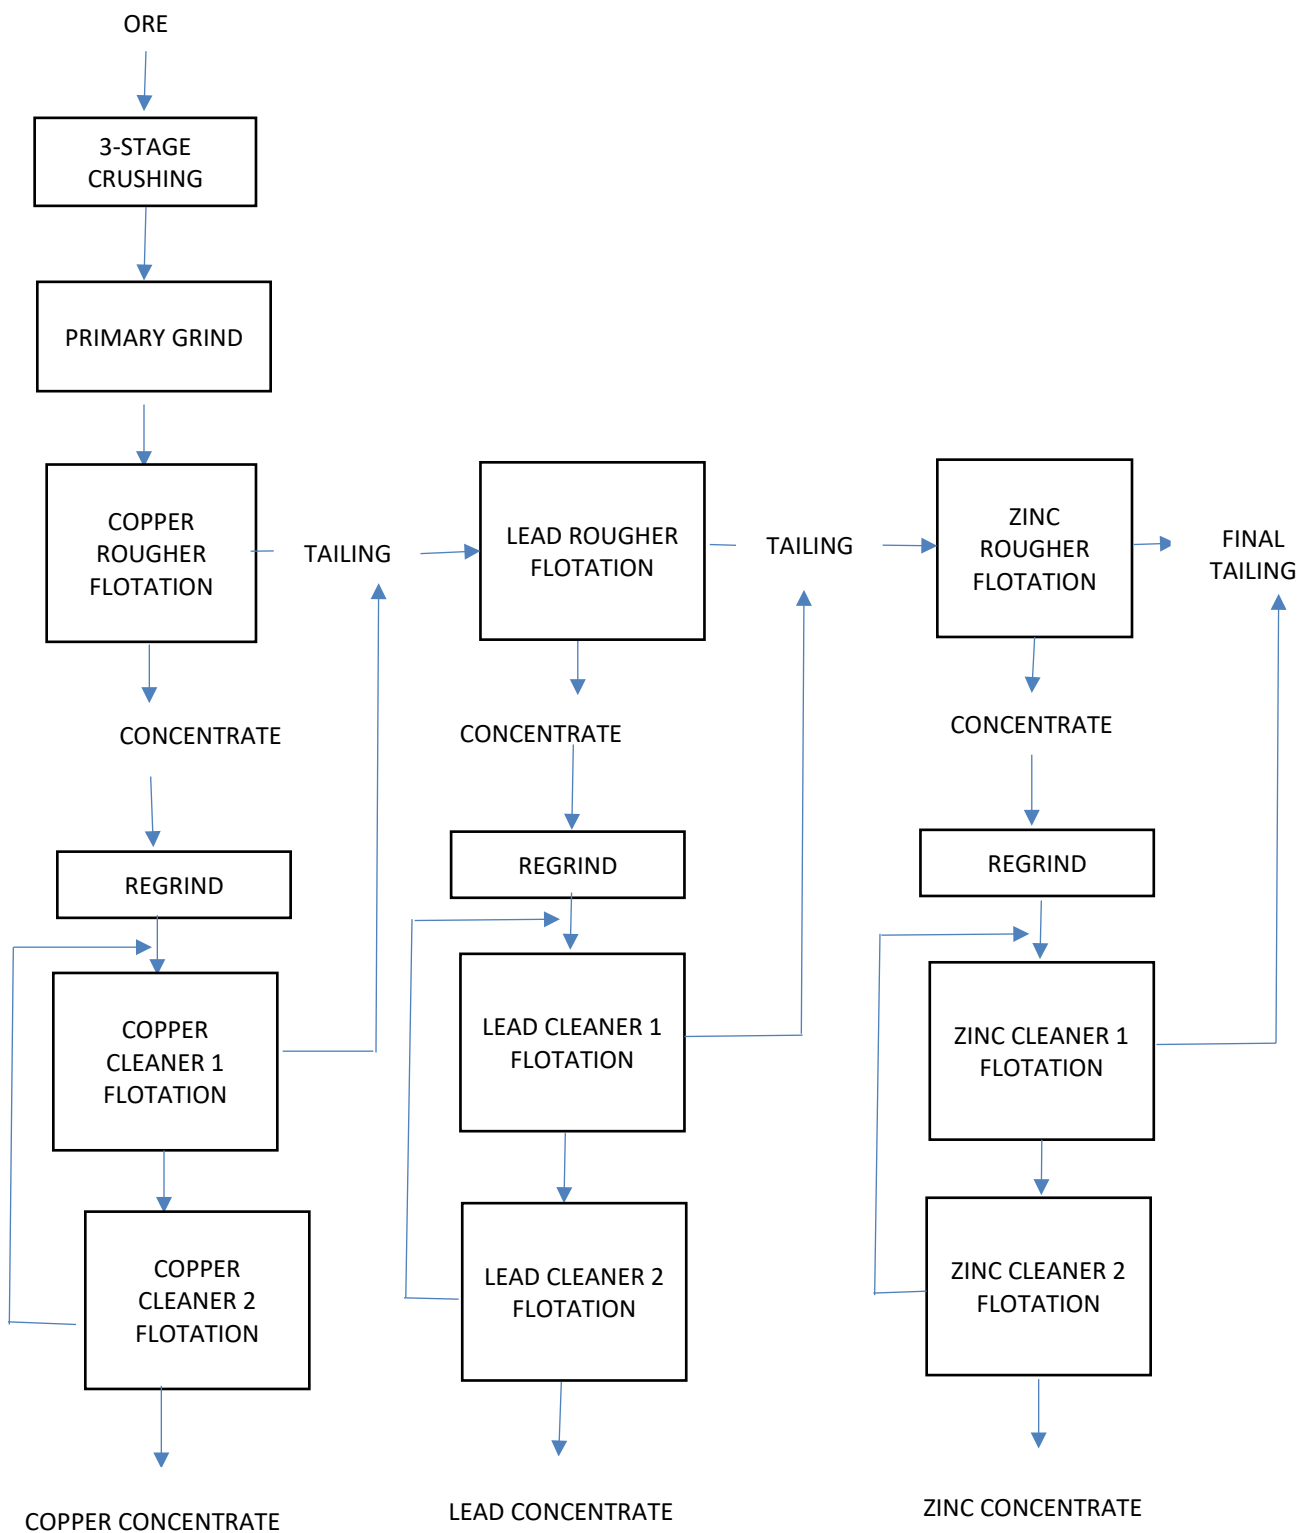 ORE
3-STAGE
CRUSHING
PRIMARY GRIND
COPPER
ROUGHER
FLOTATION
TAILING
LEAD ROUGHER
FLOTATION
TAILING
ZINC
ROUGHER
FLOTATION
FINAL
TAILING
CONCENTRATE
CONCENTRATE
CONCENTRATE
REGRIND
REGRIND
REGRIND
COPPER
CLEANER 1
FLOTATION
LEAD CLEANER 1
FLOTATION
ZINC CLEANER 1
FLOTATION
COPPER
CLEANER 2
FLOTATION
LEAD CLEANER 2
FLOTATION
ZINC CLEANER 2
FLOTATION
COPPER CONCENTRATE
LEAD CONCENTRATE
ZINC CONCENTRATE